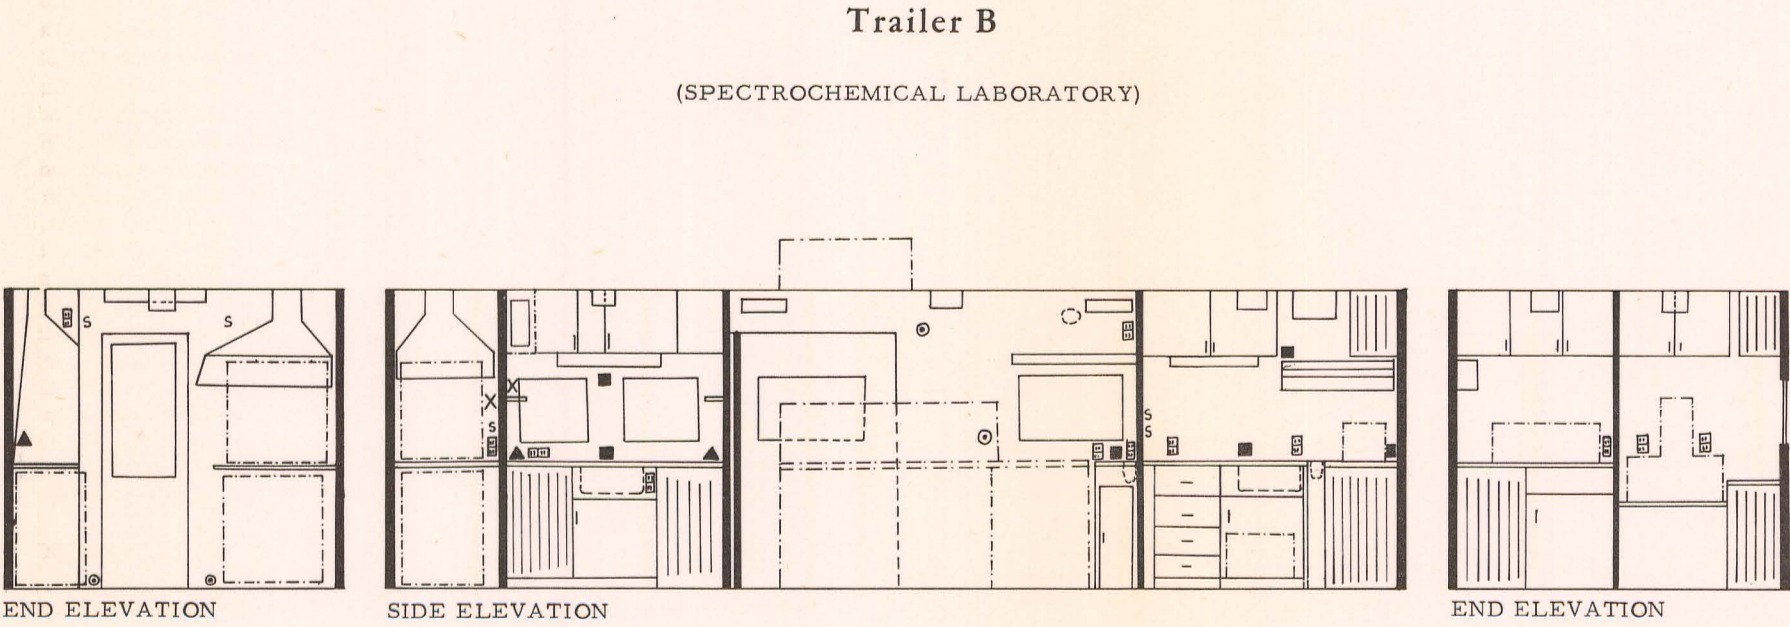 Trailer B
(SPECTROCHEMICAL LABORATORY)
S
S
X
X
S
S
S
END ELEVATION
SIDE ELEVATION
END ELEVATION